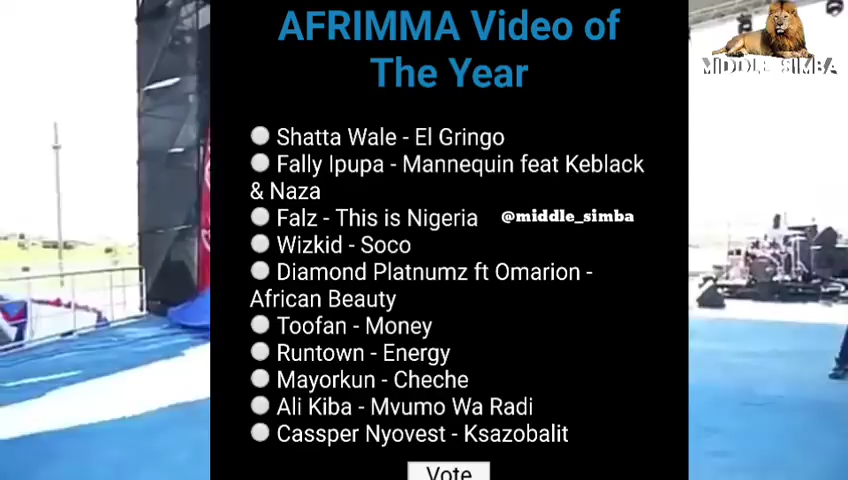 AFRIMMA Video of
The Year
MIDDLE SIMBA
Shatta Wale - El Gringo
Fally Ipupa - Mannequin feat Keblack
& Naza
Falz - This is Nigeria
@middle_simba
Wizkid - Soco
Diamond Platnumz ft Omarion -
African Beauty
Toofan - Money
Runtown - Energy
Mayorkun - Cheche
Ali Kiba - Mvumo Wa Radi
Cassper Nyovest - Ksazobalit
Vote